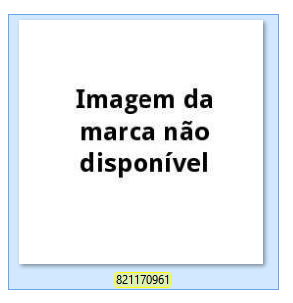 Imagem da
marca não
disponível
821170961